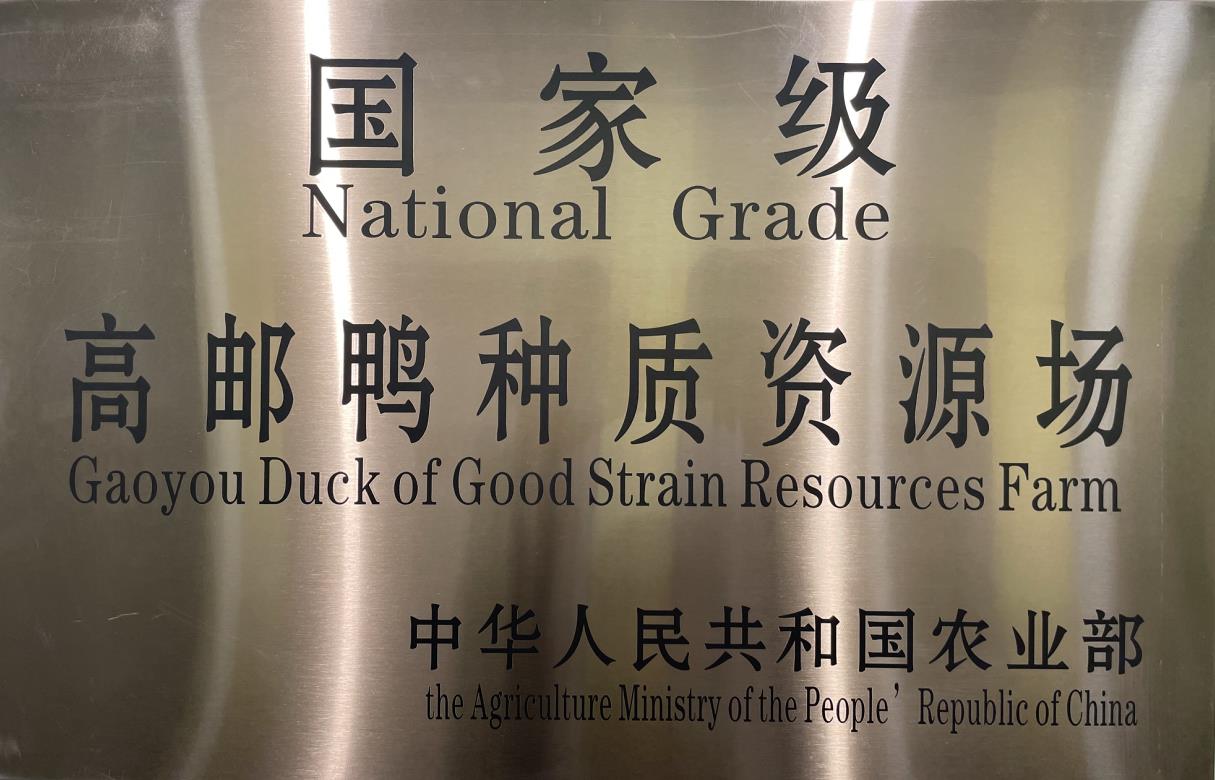 国家级
National Grade
高邮鸭种质资源场
Gaoyou Duck of Good Strain Resources Farm
中华人民共和国农业部
the Agriculture Ministry of the People’ Republic of China